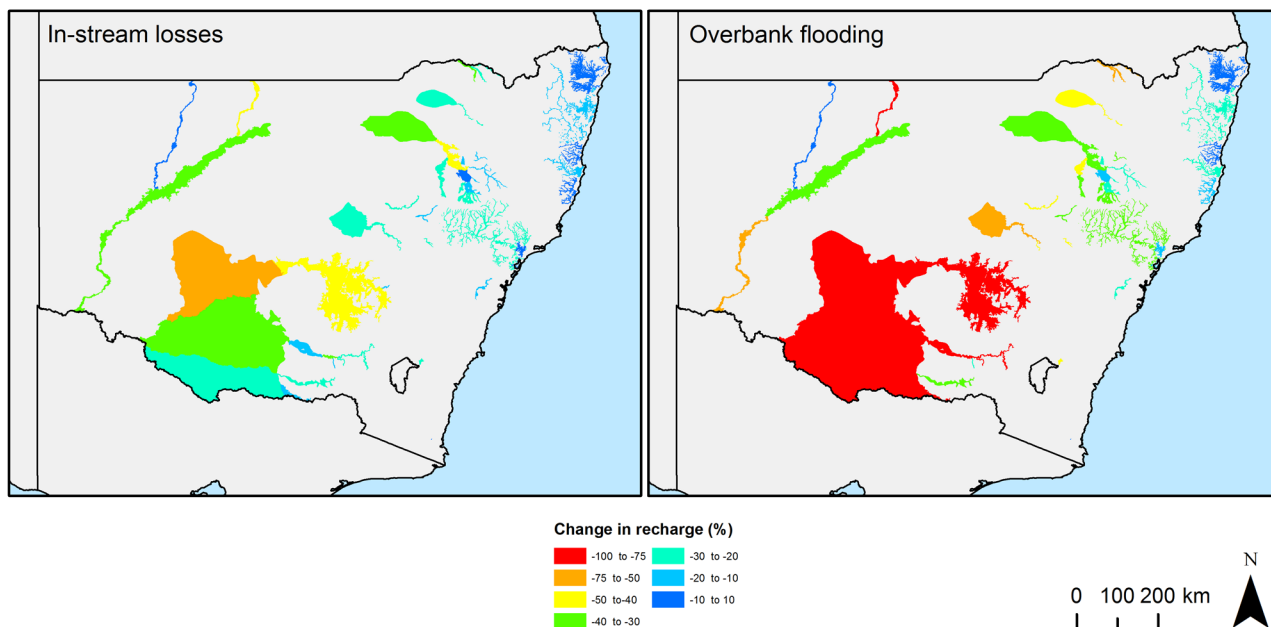 In-stream losses
Overbank flooding
Change in recharge (%)
-100 to -75
-75 to -50
-50 to-40
-40 to -30
-30 to -20
-20 to -10
-10 to 10
N
0 100 200 km